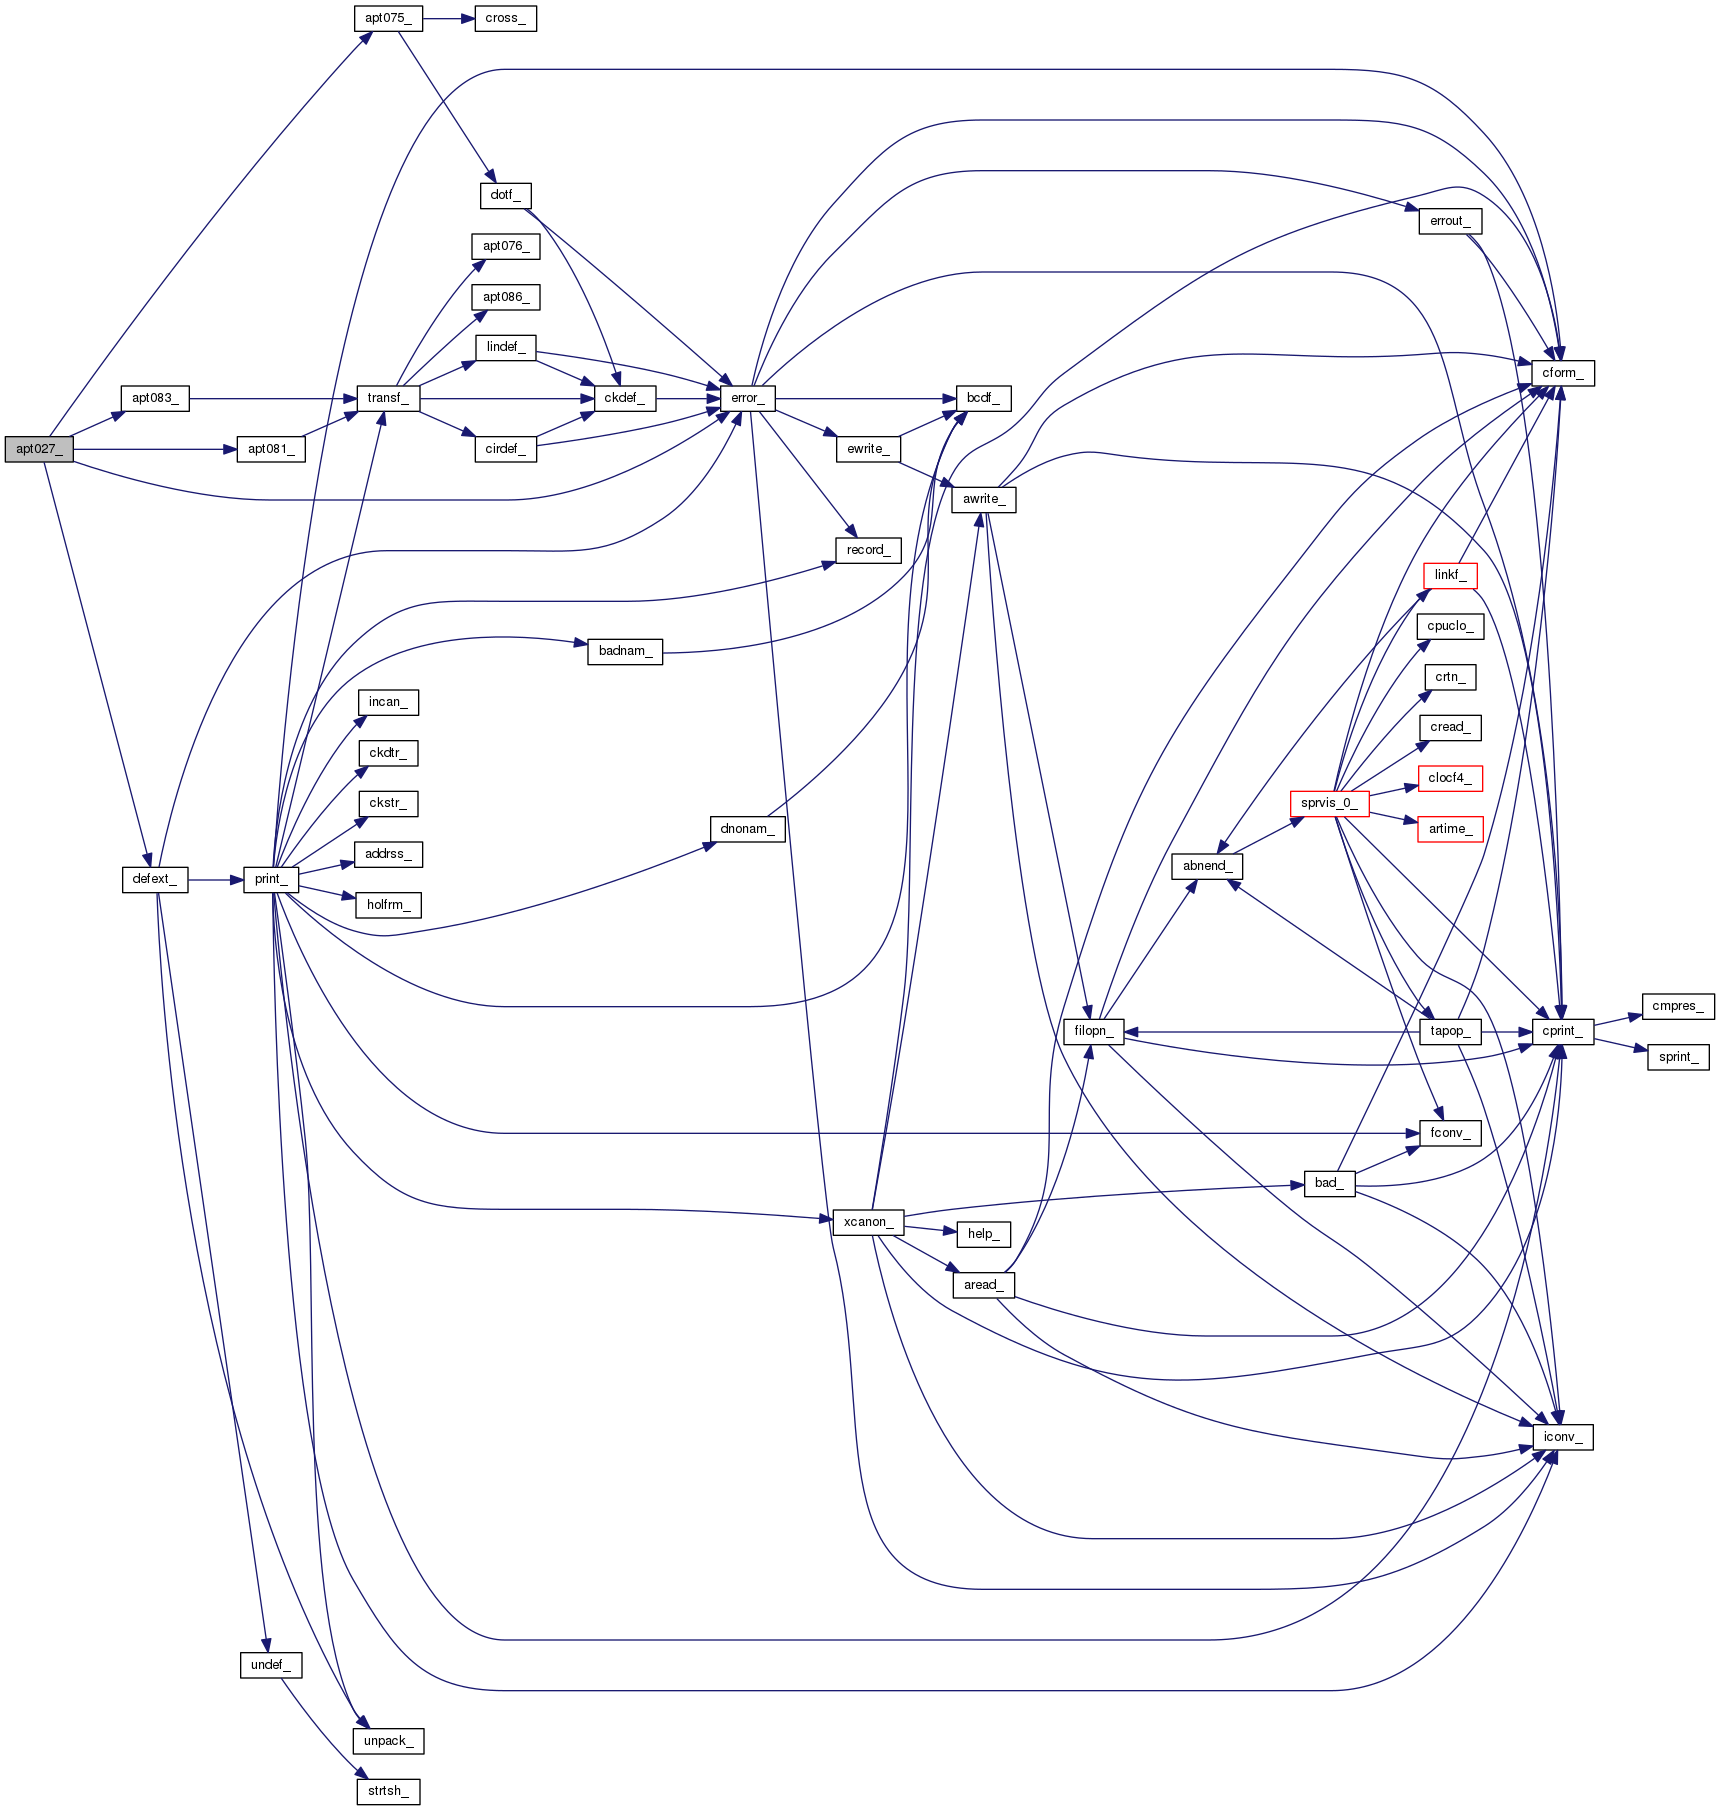 apt075_
cross_
dotf_
errout_
apt076_
apt086_
lindef_
cform_
apt083_
transf_
ckdef_
error_
bcdf_
apt027_
apt081_
cirdef_
ewrite_
awrite_
record_
linkf_
cpuclo_
badnam_
crtn_
incan_
cread_
ckdtr_
clocf4_
ckstr_
sprvis_0_
artime_
dnonam_
addrss_
abnend_
defext_
print_
holfrm_
cmpres_
filopn_
tapop_
cprint_
sprint_
fconv_
bad_
xcanon_
help_
aread_
iconv_
undef_
unpack_
strtsh_